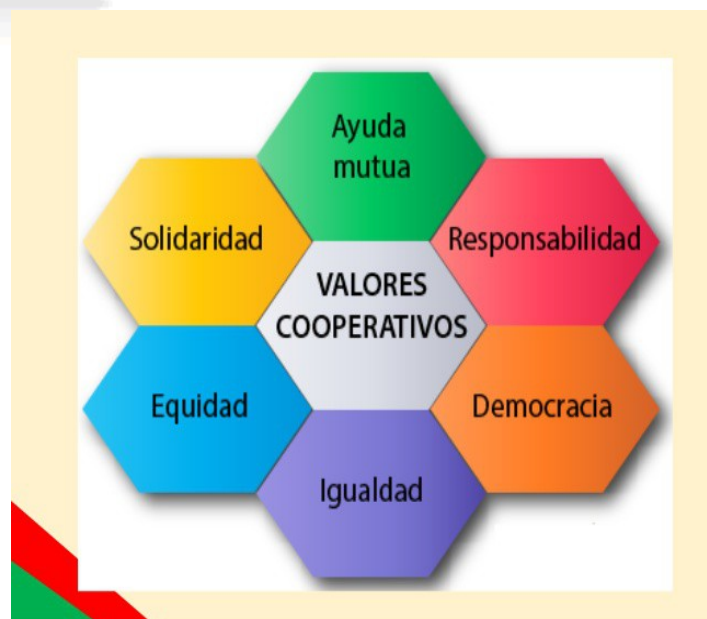 Ayuda
mutua
Solidaridad
Responsabilidad
VALORES
COOPERATIVOS
Equidad
Democracia
Igualdad